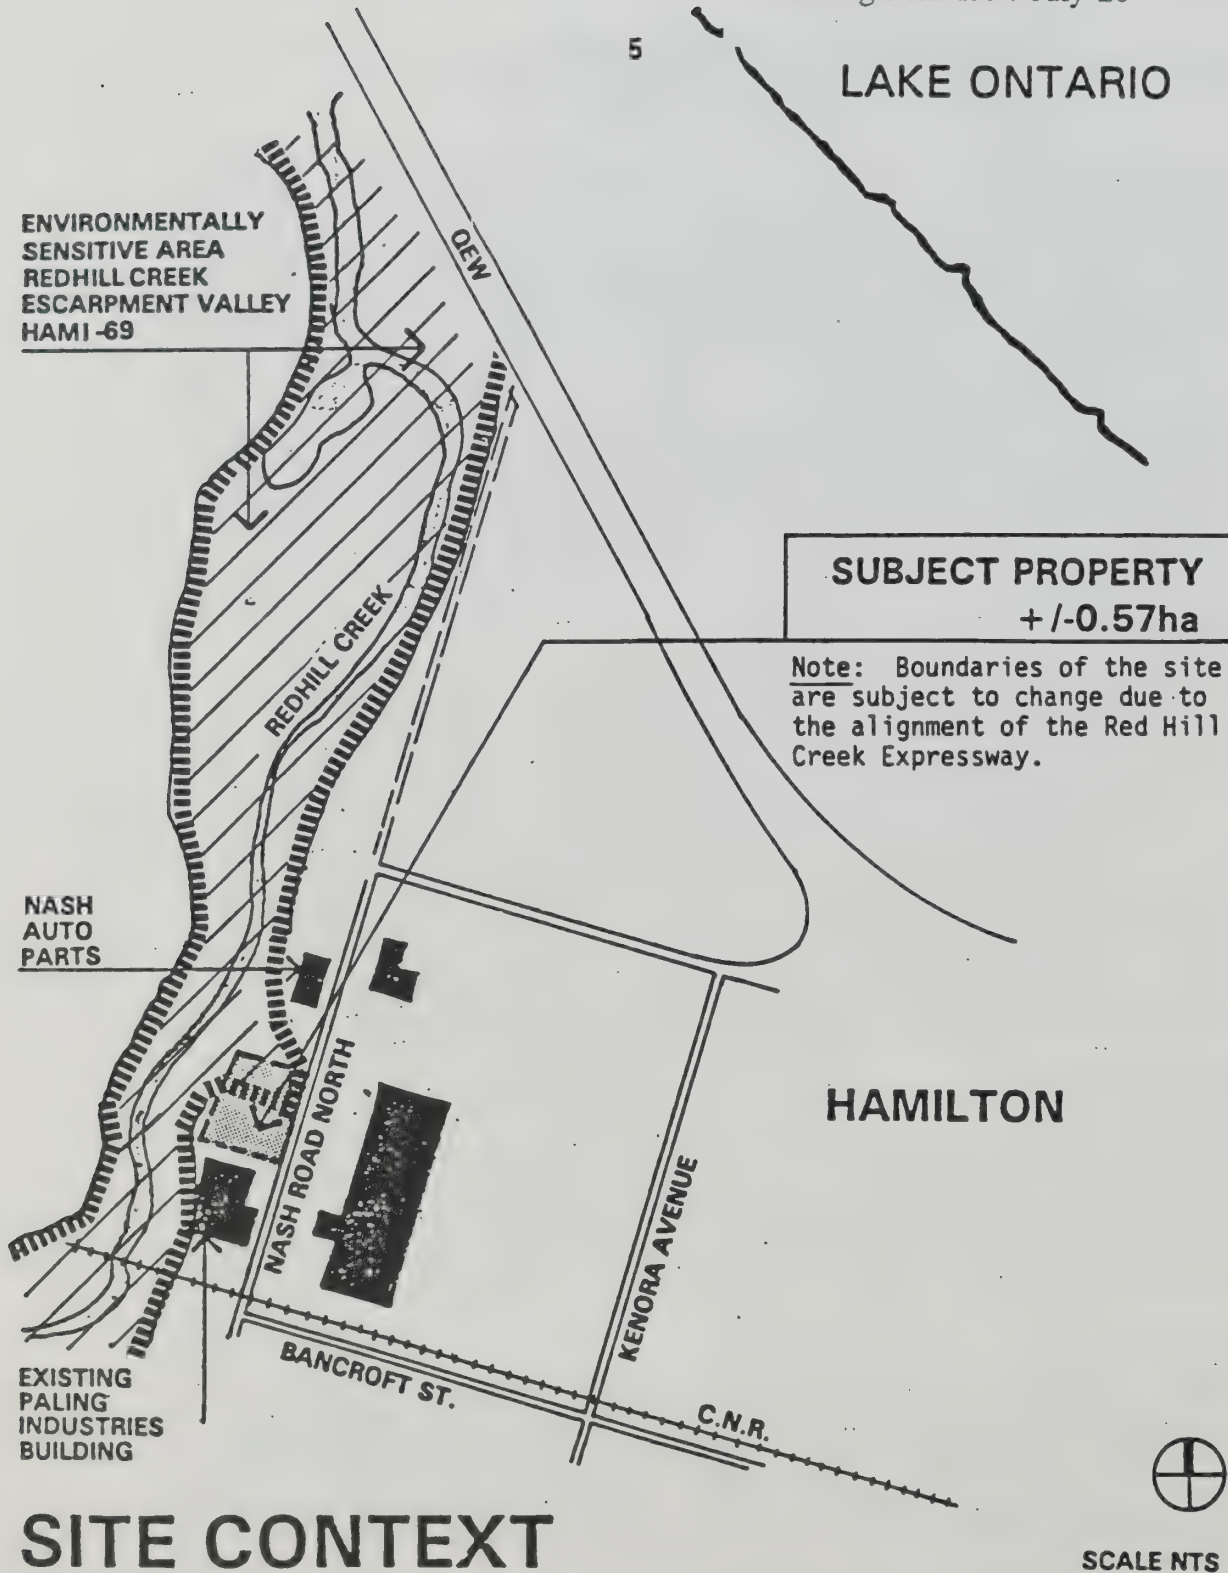 5
LAKE ONTARIO
ENVIRONMENTALLY
SENSITIVE AREA
REDHILL CREEK
ESCARPMENT VALLEY
HAMI-69
QEW
SUBJECT PROPERTY
+/-0.57ha
Note: Boundaries of the site
are subject to change due to
the alignment of the Red Hill
Creek Expressway.
REDHILL CREEK
NASH
AUTO
PARTS
NASH ROAD NORTH
HAMILTON
KENORA AVENUE
BANCROFT ST.
C.N.R.
EXISTING
PALING
INDUSTRIES
BUILDING
SITE CONTEXT
SCALE NTS